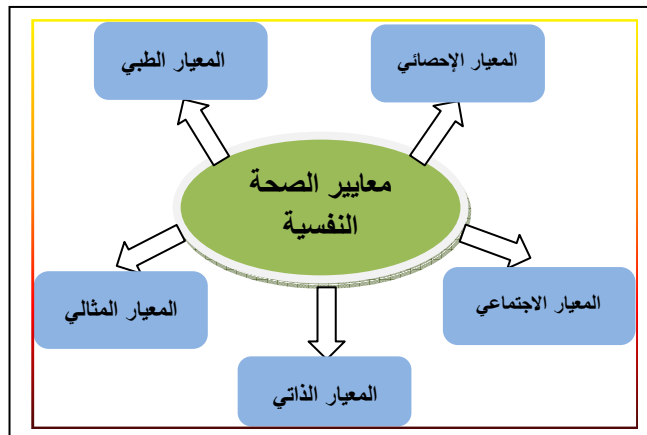 المعيار الإحصائي
المعيار الطبي
معايير الصحة
النفسية
المعيار الاجتماعي
المعيار المثالي
المعيار الذاتي